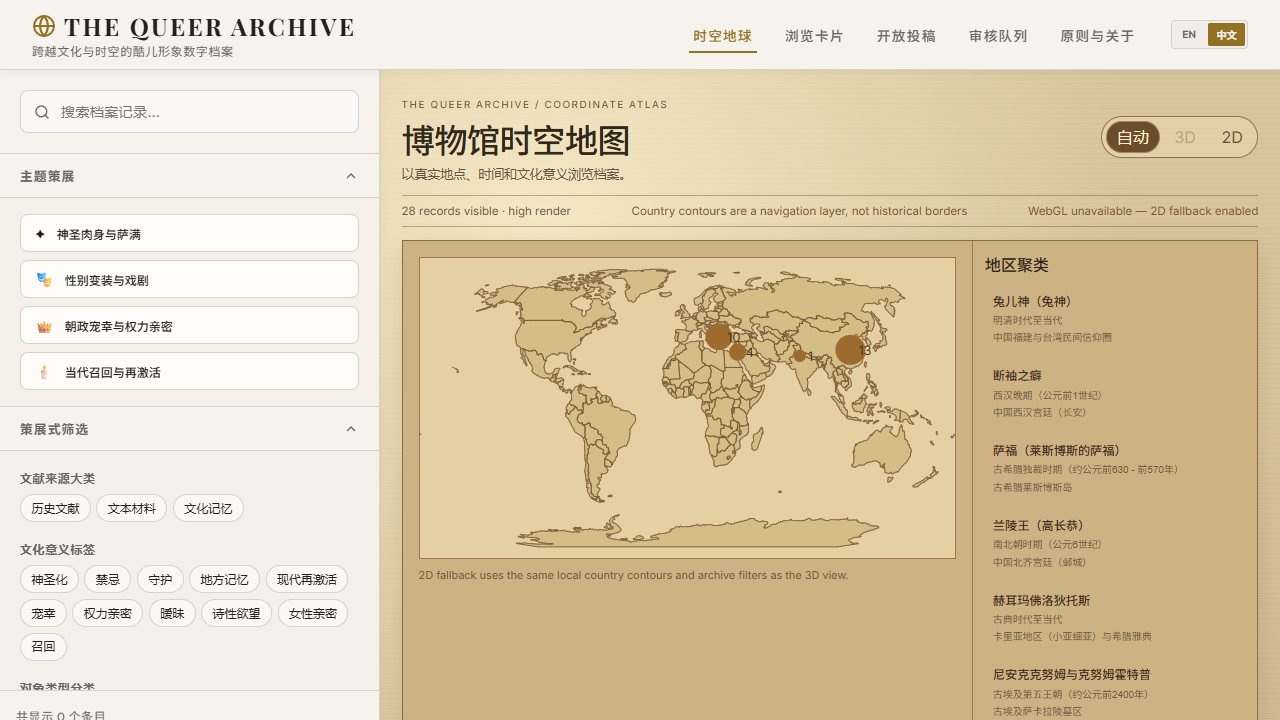 THE QUEER ARCHIVE
跨越文化与时空的酷儿形象数字档案
时空地球
浏览卡片
开放投稿
审核队列
原则与关于
EN
中文
搜索档案记录...
主题策展
✦ 神圣肉身与萨满
性别变装与戏剧
朝政宠幸与权力亲密
当代召回与再激活
策展式筛选
文献来源大类
历史文献
文本材料
文化记忆
文化意义标签
神圣化
禁忌
守护
地方记忆
现代再激活
宠幸
权力亲密
暧昧
诗性欲望
女性亲密
召回
对象类型分类
共显示 0 个条目
THE QUEER ARCHIVE / COORDINATE ATLAS
博物馆时空地图
以真实地点、时间和文化意义浏览档案。
自动
3D
2D
28 records visible · high render
Country contours are a navigation layer, not historical borders
WebGL unavailable — 2D fallback enabled
10
4
1
13
2D fallback uses the same local country contours and archive filters as the 3D view.
地区聚类
兔儿神（兔神）
明清时代至当代
中国福建与台湾民间信仰圈
断袖之癖
西汉晚期（公元前1世纪）
中国西汉宫廷（长安）
萨福（莱斯博斯的萨福）
古希腊独裁时期（约公元前630 - 前570年）
古希腊莱斯博斯岛
兰陵王（高长恭）
南北朝时期（公元6世纪）
中国北齐宫廷（邺城）
赫耳玛佛洛狄托斯
古典时代至当代
卡里亚地区（小亚细亚）与希腊雅典
尼安克克努姆与克努姆霍特普
古埃及第五王朝（约公元前2400年）
古埃及萨卡拉陵墓区